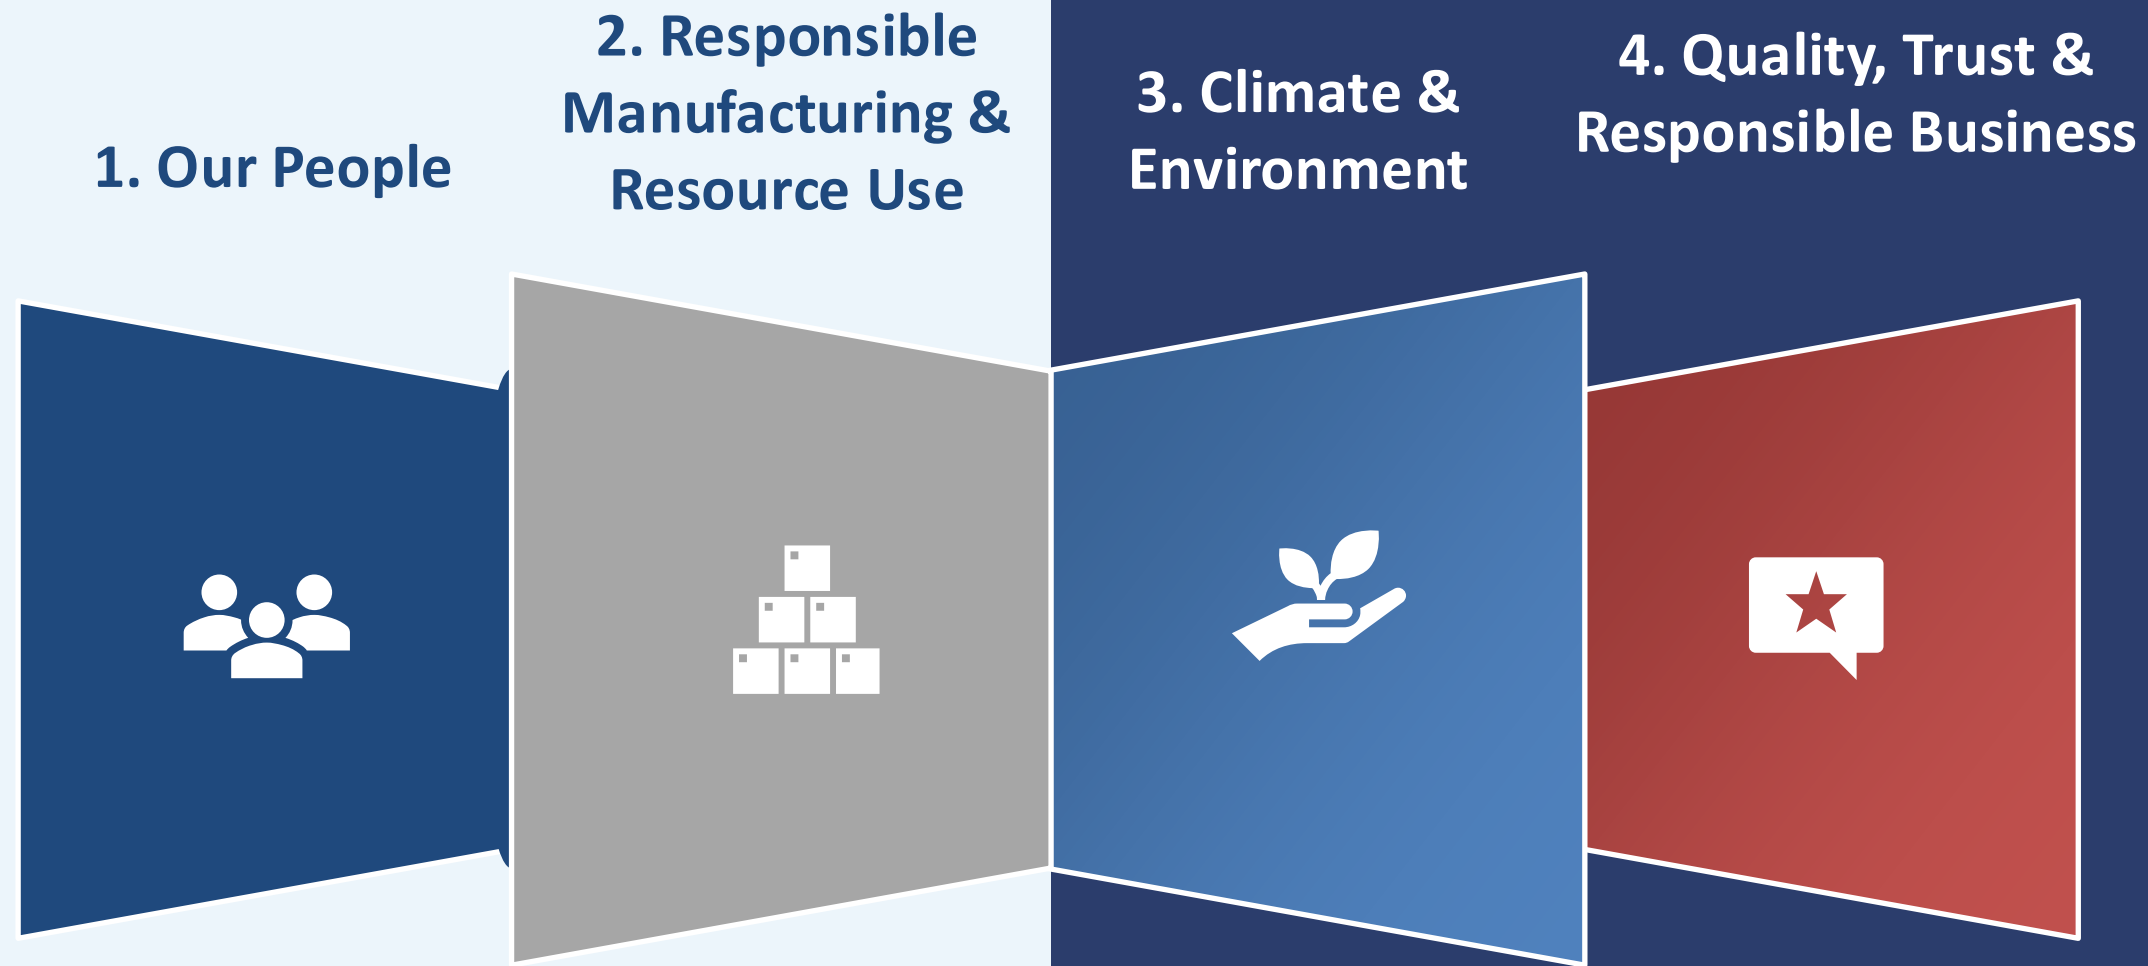 1. Our People
2. Responsible
Manufacturing &
Resource Use
3. Climate &
Environment
4. Quality, Trust &
Responsible Business